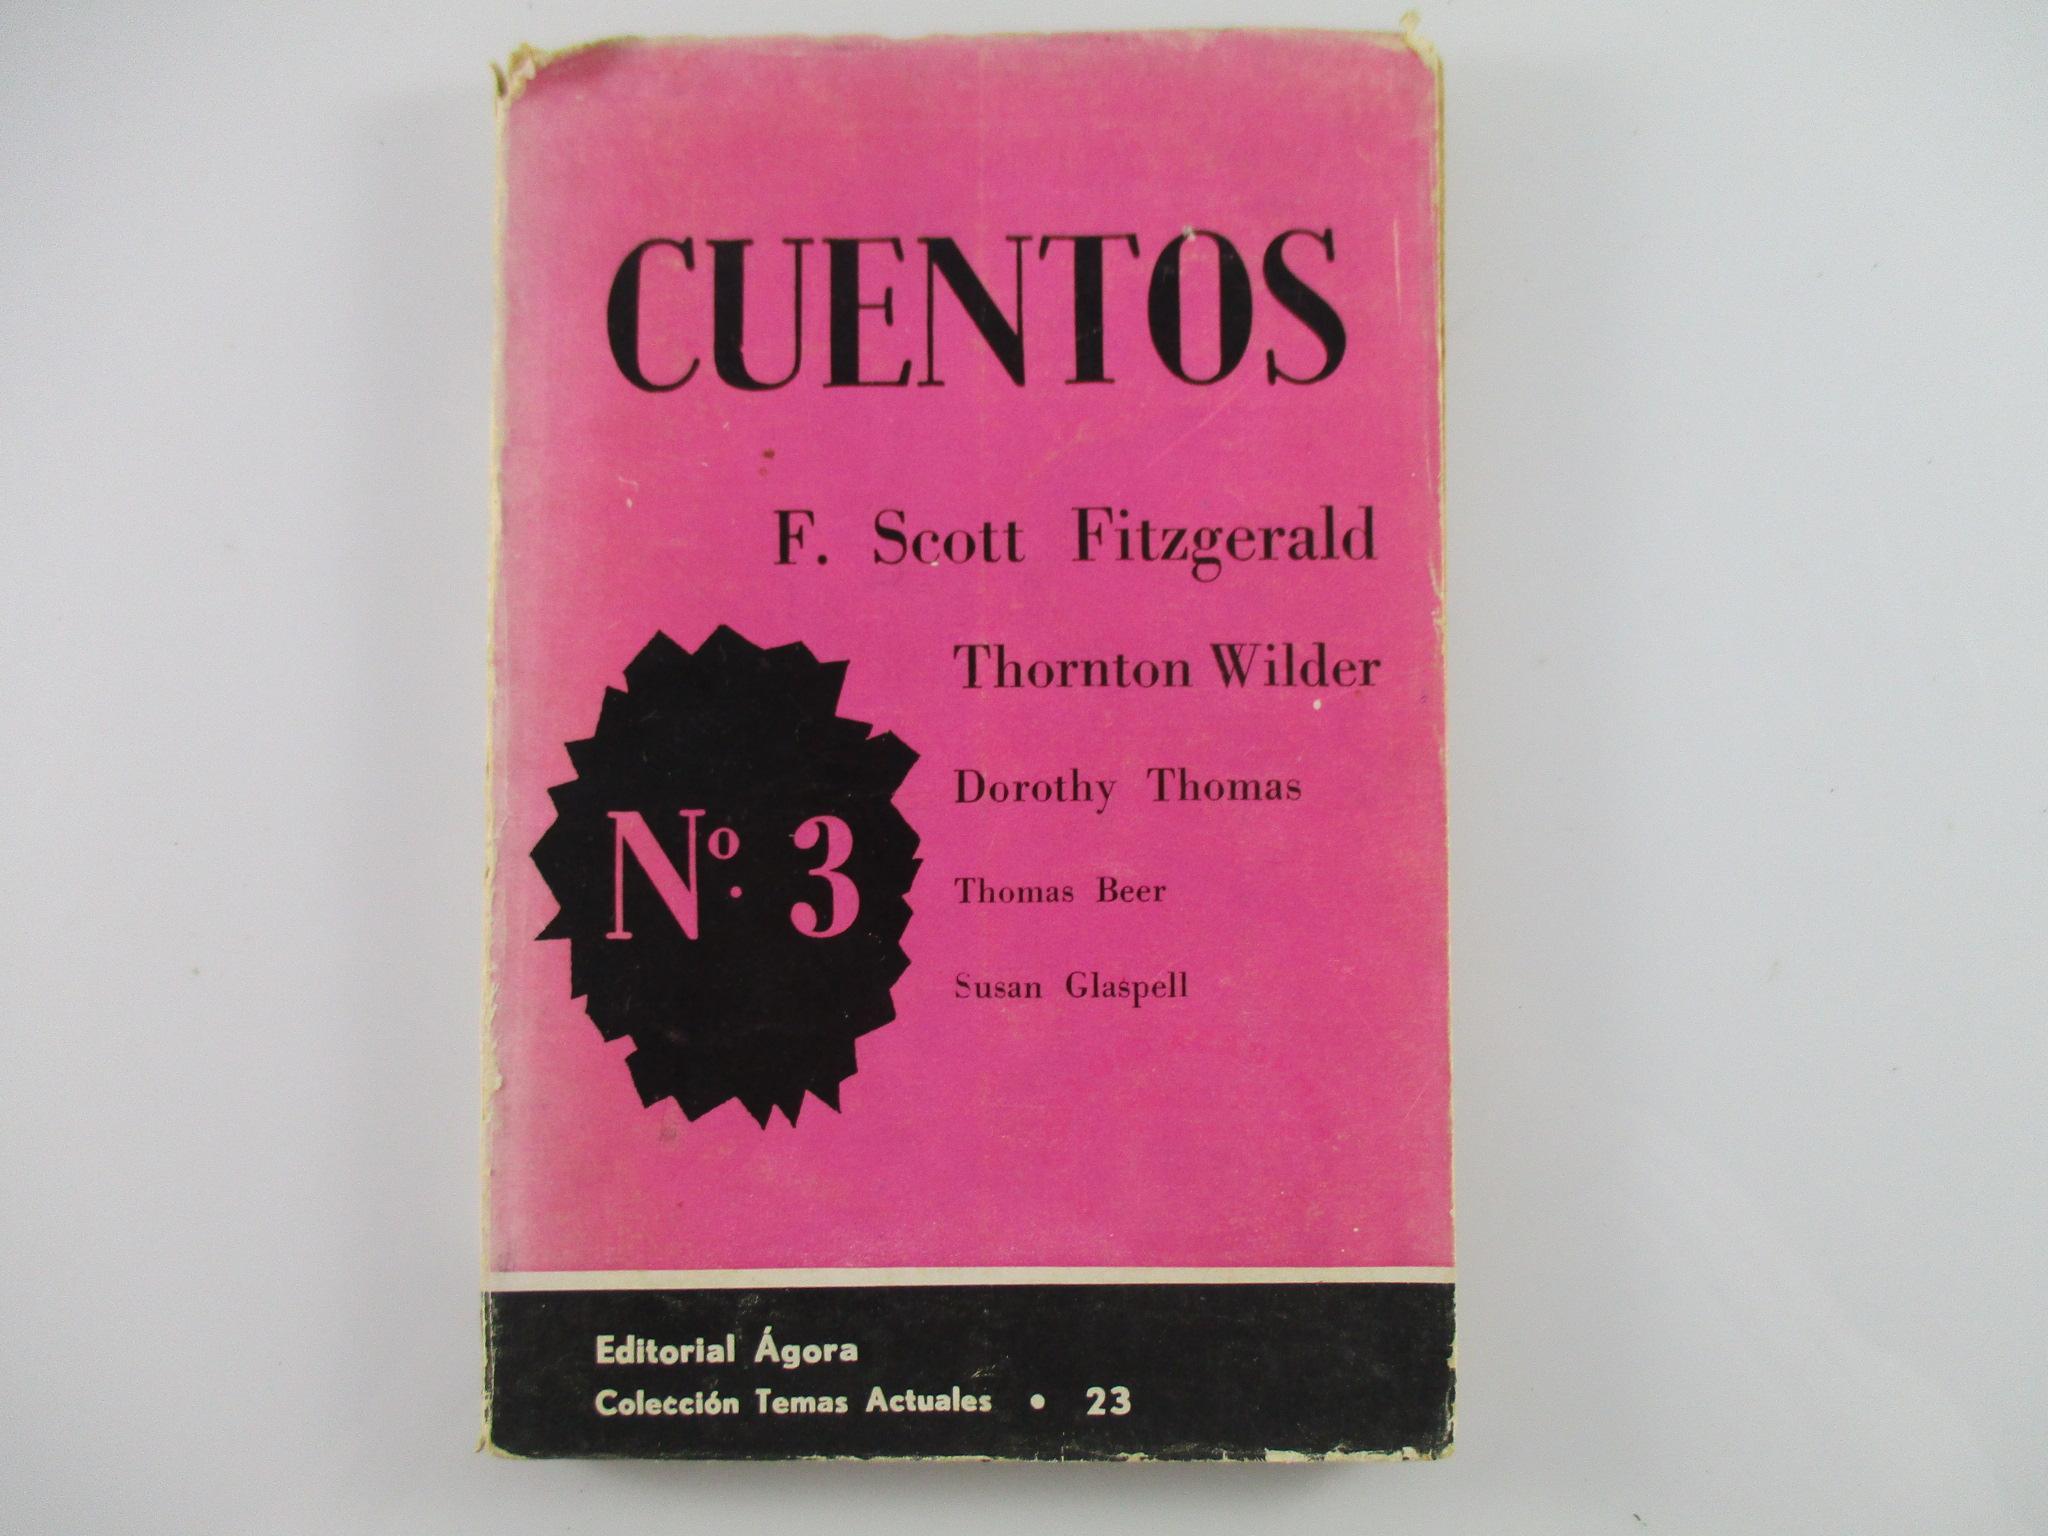 CUENTOS
F. Scott Fitzgerald
Thornton Wilder
Dorothy Thomas
Nº. 3
Thomas Beer
Susan Glaspell
Editorial Ágora
Colección Temas Actuales • 23